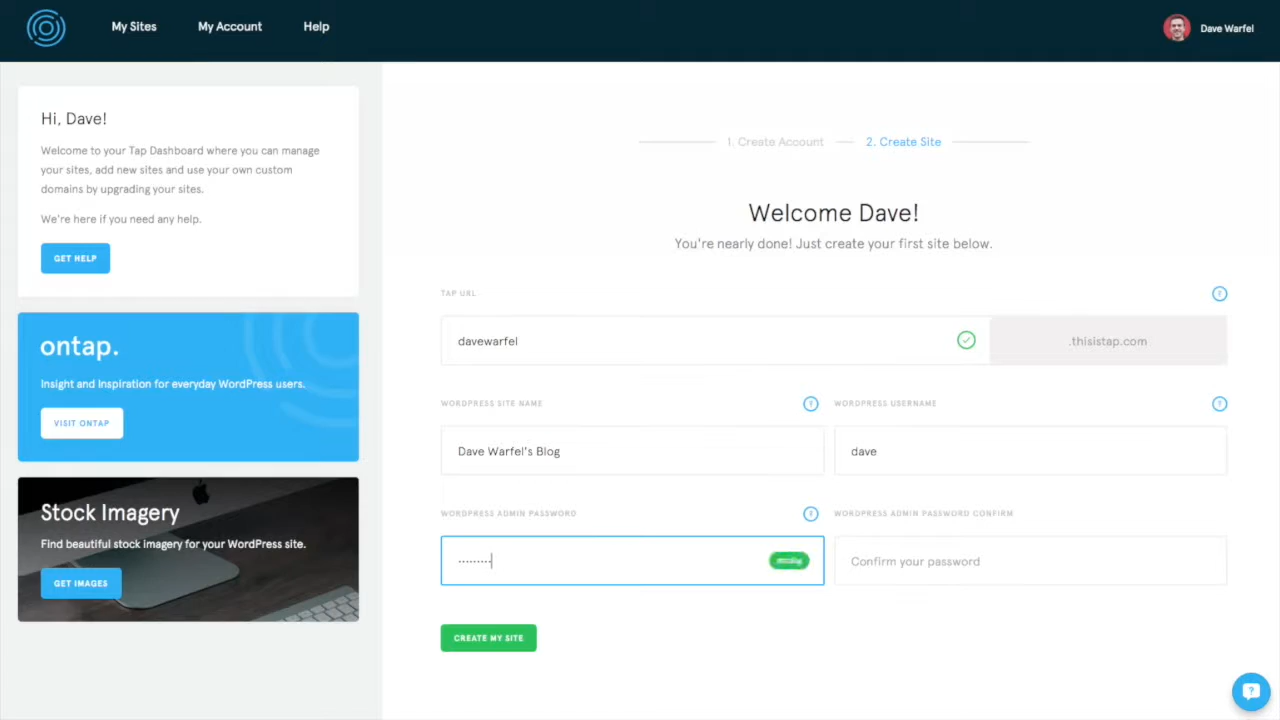 My Sites
My Account
Help
Dave Warfel
Hi, Dave!
Welcome to your Tap Dashboard where you can manage
your sites, add new sites and use your own custom
domains by upgrading your sites.
We're here if you need any help.
GET HELP
ontap.
Insight and Inspiration for everyday WordPress users.
VISIT ONTAP
Stock Imagery
Find beautiful stock imagery for your WordPress site.
GET IMAGES
1. Create Account
2. Create Site
Welcome Dave!
You're nearly done! Just create your first site below.
TAP URL
davewarfel
.thisistap.com
WORDPRESS SITE NAME
WORDPRESS USERNAME
Dave Warfel's Blog
dave
WORDPRESS ADMIN PASSWORD
WORDPRESS ADMIN PASSWORD CONFIRM
Confirm your password
CREATE MY SITE